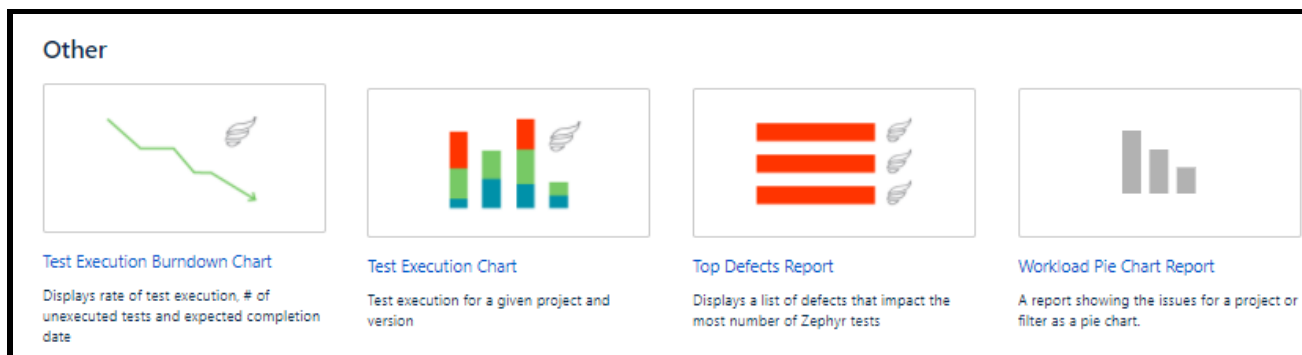 Other
Test Execution Burndown Chart
Displays rate of test execution, # of
unexecuted tests and expected completion
date
Test Execution Chart
Test execution for a given project and
version
Top Defects Report
Displays a list of defects that impact the
most number of Zephyr tests
Workload Pie Chart Report
A report showing the issues for a project or
filter as a pie chart.